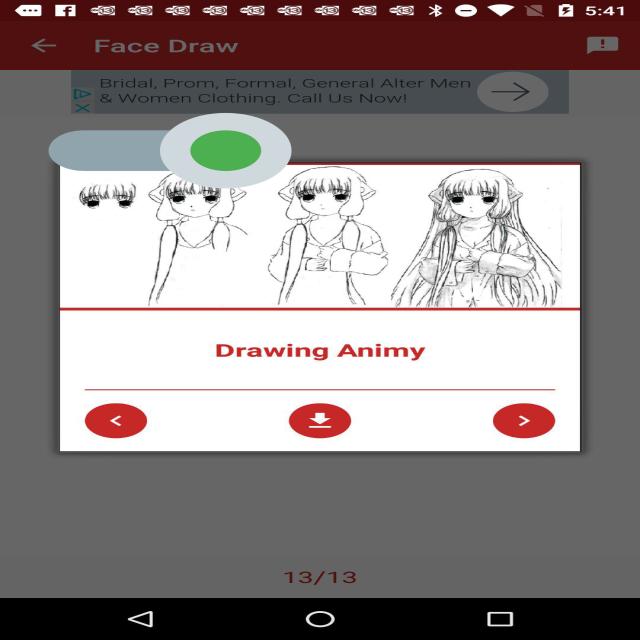 5:41
Face Draw
Bridal, Prom, Formal, General Alter Men
& Women Clothing. Call Us Now!
Drawing Animy
13/13